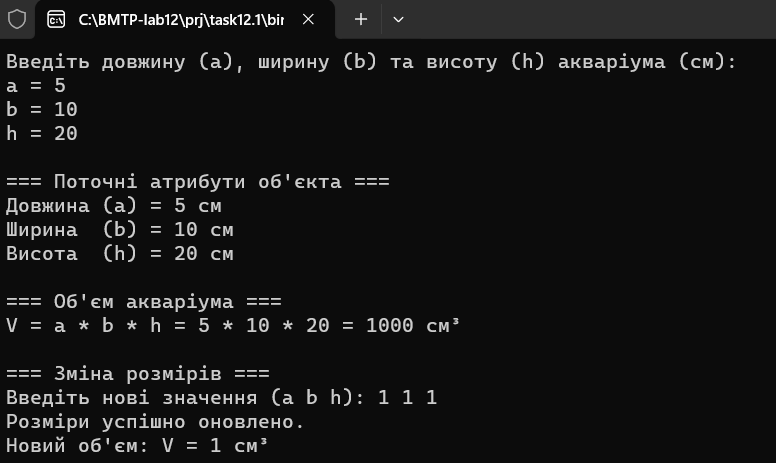 C:\BMTP-lab12\prj\task12.1\bin
Введіть довжину (a), ширину (b) та висоту (h) акваріума (см):
a = 5
b = 10
h = 20
=== Поточні атрибути об'єкта ===
Довжина (a) = 5 см
Ширина  (b) = 10 см
Висота  (h) = 20 см
=== Об'єм акваріума ===
V = a * b * h = 5 * 10 * 20 = 1000 см³
=== Зміна розмірів ===
Введіть нові значення (a b h): 1 1 1
Розміри успішно оновлено.
Новий об'єм: V = 1 см³